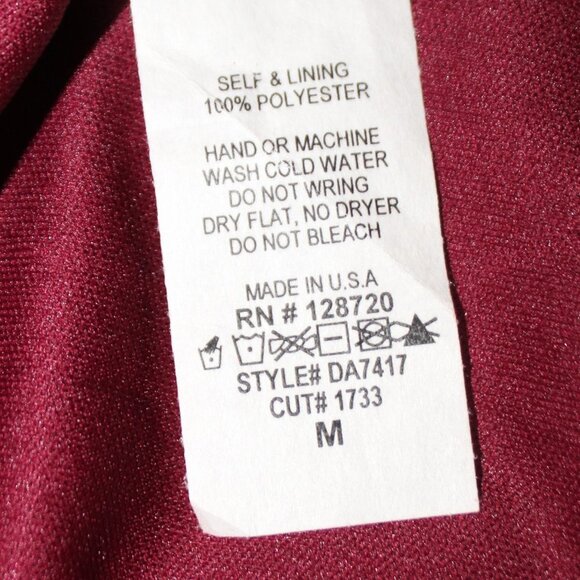 SELF & LINING
100% POLYESTER
HAND OR MACHINE
WASH COLD WATER
DO NOT WRING
DRY FLAT, NO DRYER
DO NOT BLEACH
MADE IN U.S.A
RN # 128720
STYLE# DA7417
CUT# 1733
M